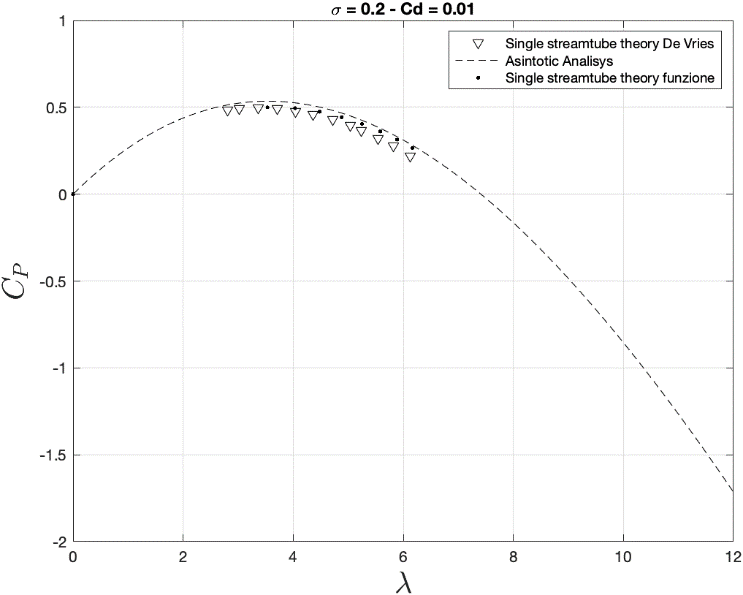 σ = 0.2 - Cd = 0.01
Single streamtube theory De Vries
Asintotic Analisys
Single streamtube theory funzione
1
0.5
0
-0.5
-1
-1.5
-2
C_P
0 2 4 6 8 10 12
λ